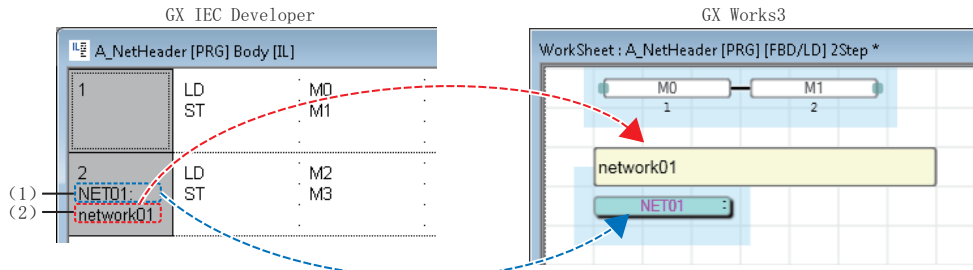 GX IEC Developer
A_NetHeader [PRG] Body [IL]
1
LD M0
ST M1
2
LD M2
NET01:
ST M3
network01
(1)
(2)
GX Works3
WorkSheet : A_NetHeader [PRG] [FBD/LD] 2Step *
M0 M1
1 2
network01
NET01 :